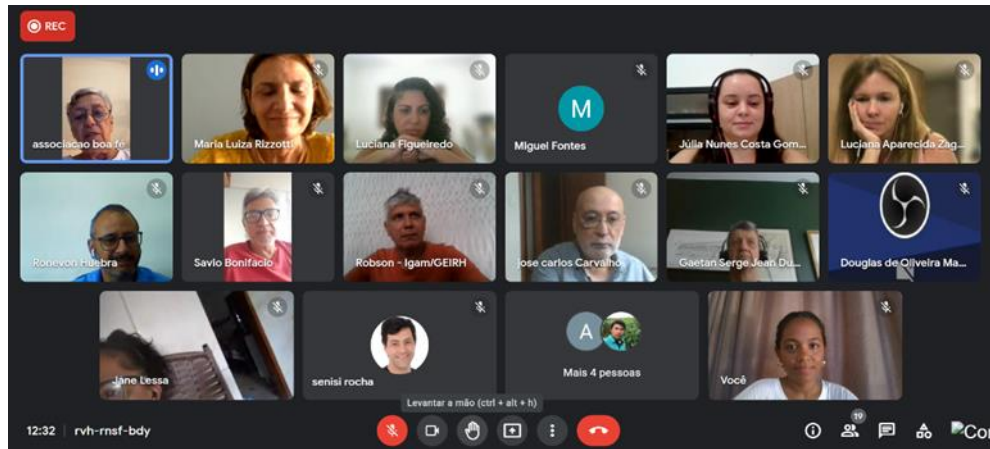 REC
associacao boa fé
Maria Luiza Rizzotti
Luciana Figueiredo
M
Miguel Fontes
Júlia Nunes Costa Gom...
Luciana Aparecida Zag...
Ronevon Huebra
Savio Bonifacio
Robson - Igam/GEIRH
jose carlos Carvalho
Gaetan Serge Jean Du...
Douglas de Oliveira Ma...
Jane Lessa
senisi rocha
A
Mais 4 pessoas
Você
Levantar a mão (ctrl + alt + h)
12:32 | rvh-rnsf-bdy
19
Cor